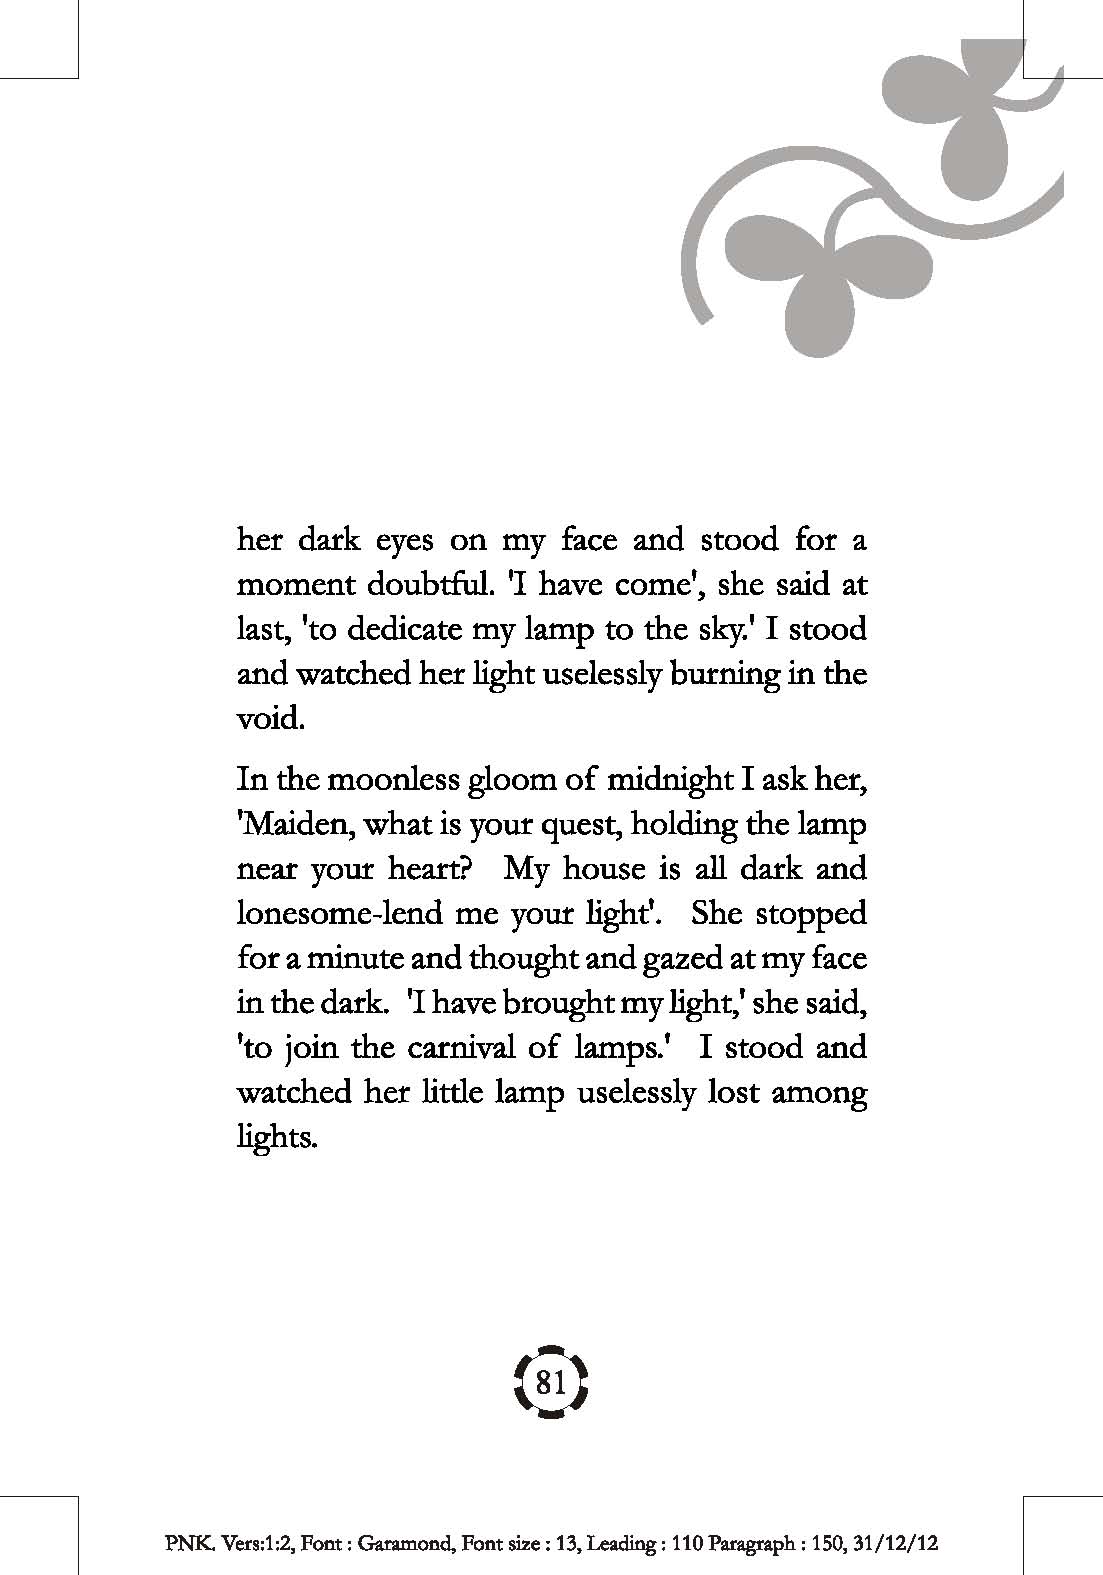 her dark eyes on my face and stood for a
moment doubtful. 'I have come', she said at
last, 'to dedicate my lamp to the sky.' I stood
and watched her light uselessly burning in the
void.
In the moonless gloom of midnight I ask her,
'Maiden, what is your quest, holding the lamp
near your heart?  My house is all dark and
lonesome-lend me your light'.  She stopped
for a minute and thought and gazed at my face
in the dark.  'I have brought my light,' she said,
'to join the carnival of lamps.'  I stood and
watched her little lamp uselessly lost among
lights.
81
PNK. Vers:1:2, Font : Garamond, Font size : 13, Leading : 110 Paragraph : 150, 31/12/12